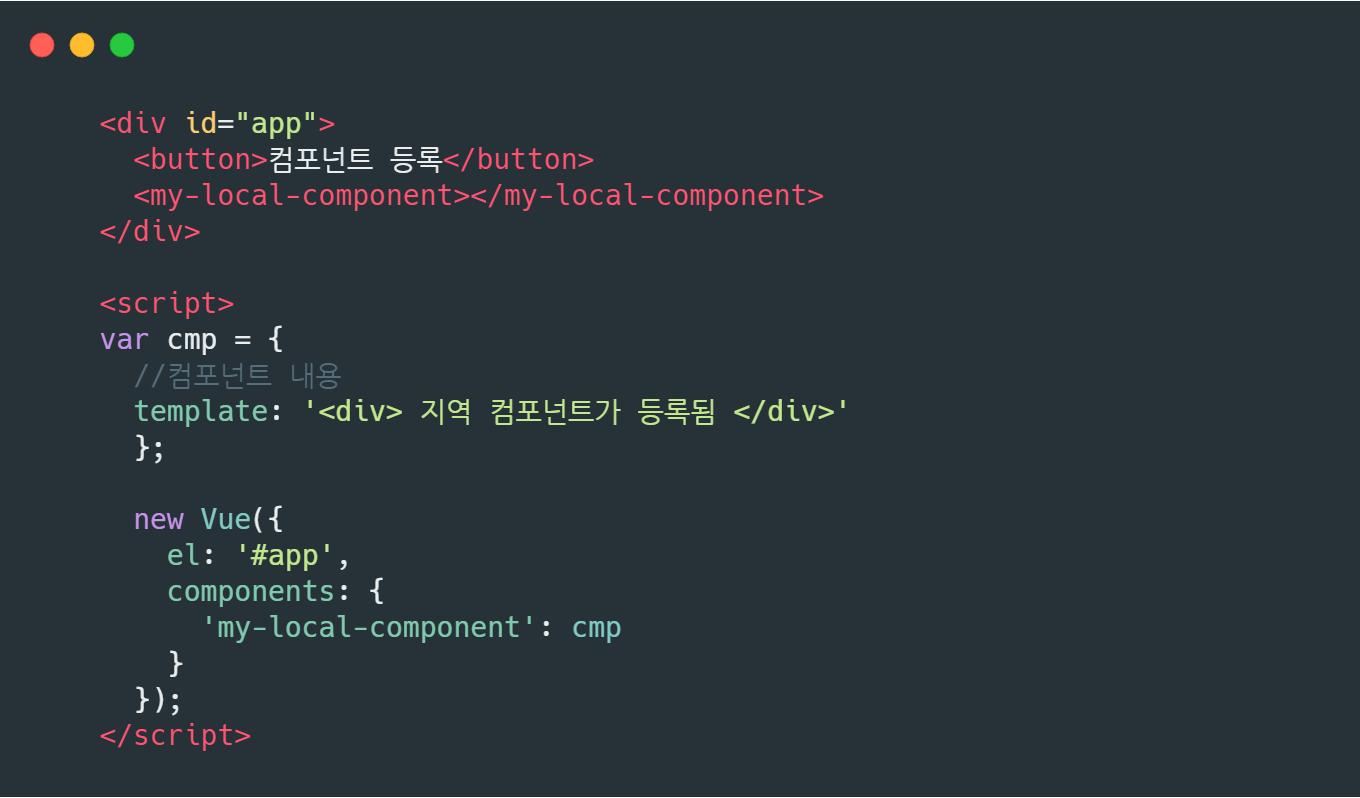 <div id="app">
  <button>컴포넌트 등록</button>
  <my-local-component></my-local-component>
</div>

<script>
var cmp = {
  //컴포넌트 내용
  template: '<div> 지역 컴포넌트가 등록됨 </div>'
  };

  new Vue({
    el: '#app',
    components: {
      'my-local-component': cmp
    }
  });
</script>